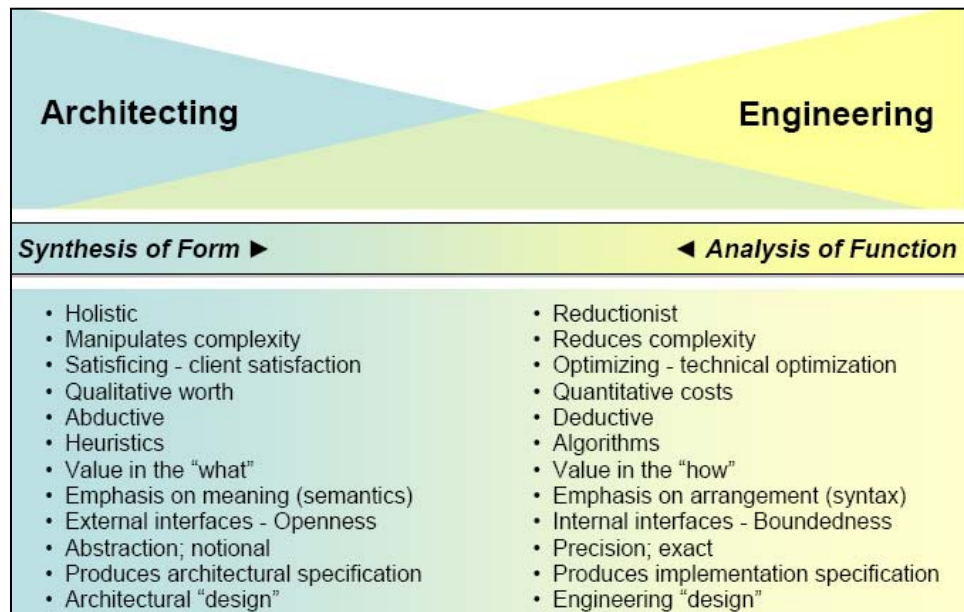 Architecting
Engineering
Synthesis of Form ►
◄ Analysis of Function
• Holistic
• Manipulates complexity
• Satisficing - client satisfaction
• Qualitative worth
• Abductive
• Heuristics
• Value in the “what”
• Emphasis on meaning (semantics)
• External interfaces - Openness
• Abstraction; notional
• Produces architectural specification
• Architectural “design”
• Reductionist
• Reduces complexity
• Optimizing - technical optimization
• Quantitative costs
• Deductive
• Algorithms
• Value in the “how”
• Emphasis on arrangement (syntax)
• Internal interfaces - Boundedness
• Precision; exact
• Produces implementation specification
• Engineering “design”